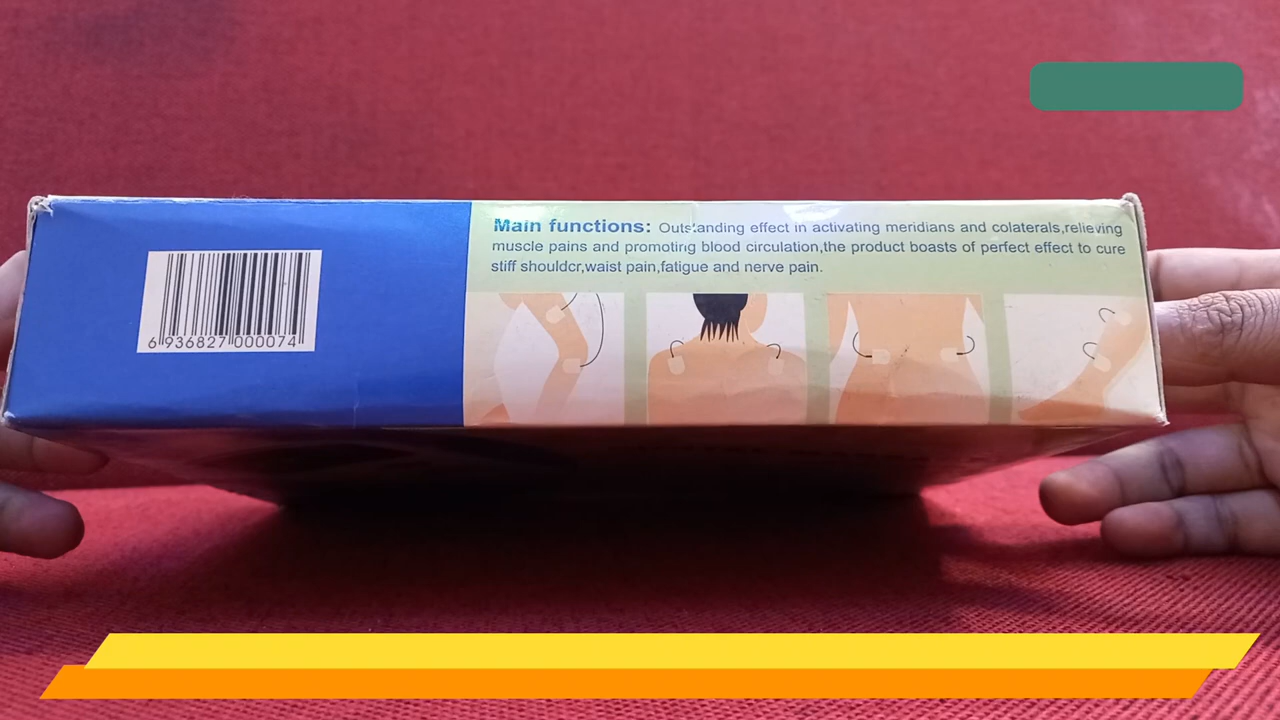 6 936827 000074
Main functions: Outstanding effect in activating meridians and colaterals,relieving
muscle pains and promoting blood circulation,the product boasts of perfect effect to cure
stiff shouldcr,waist pain,fatigue and nerve pain.